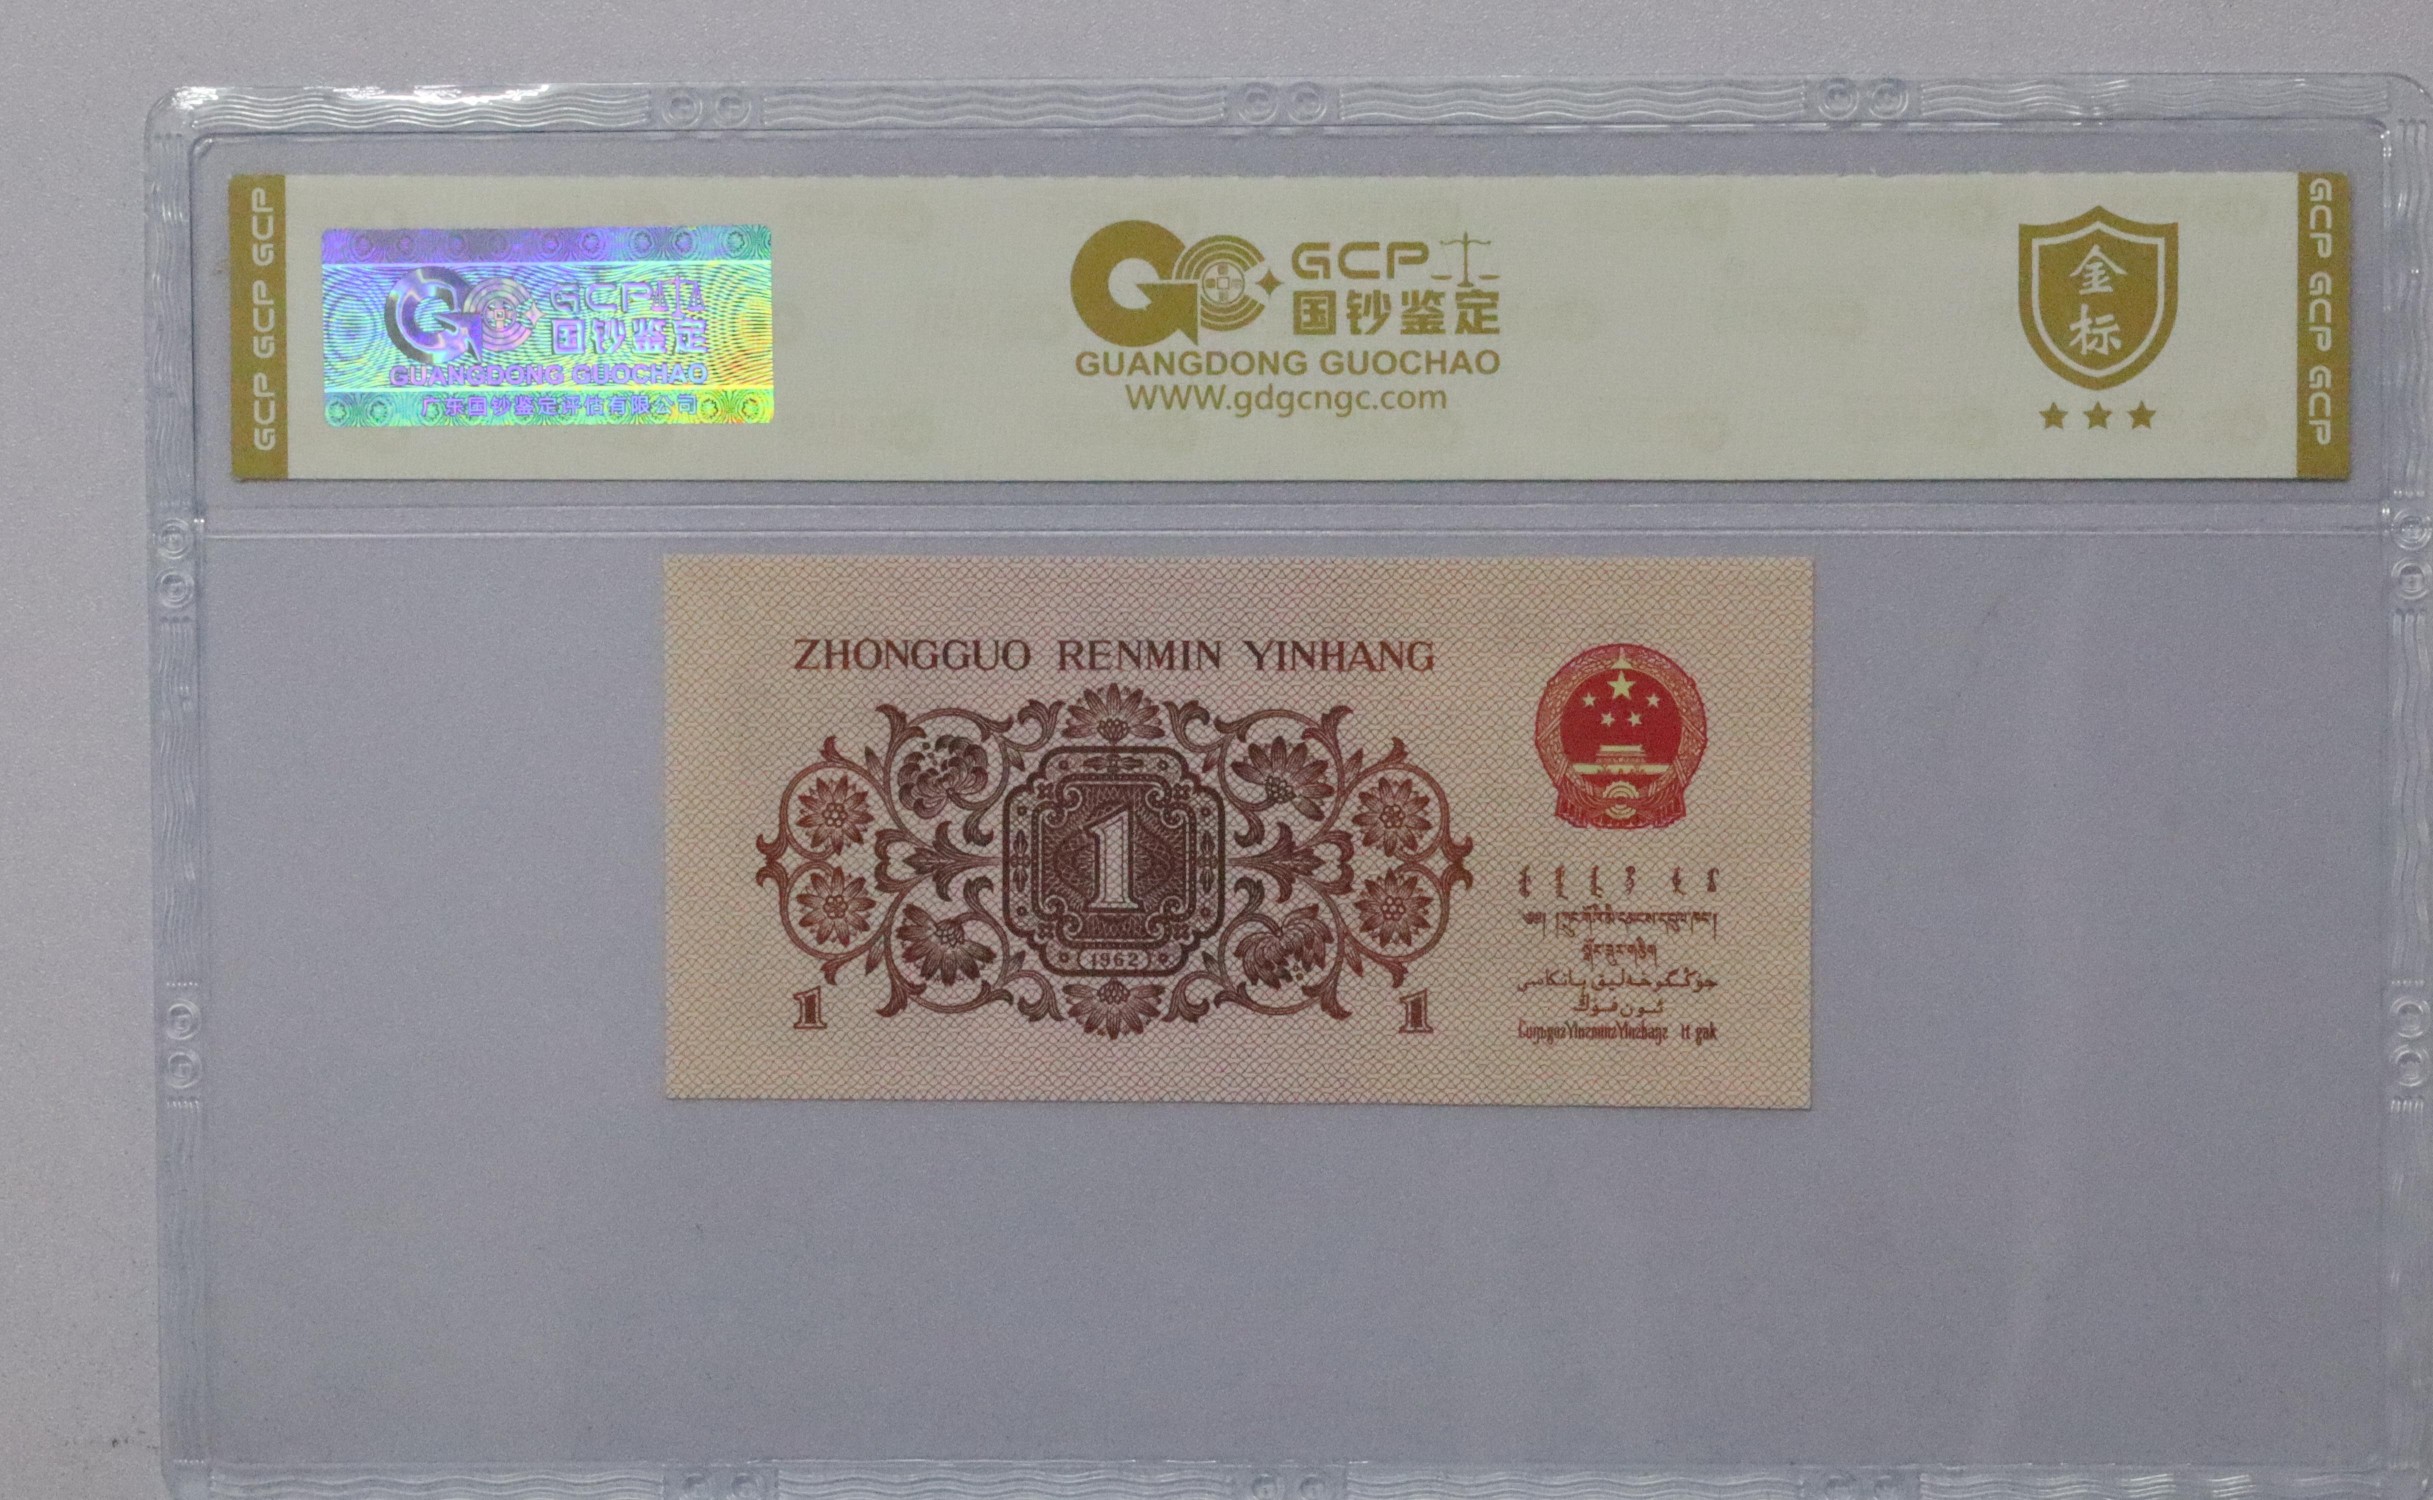 GCP GCP GCP
GCP
国钞鉴定
GUANGDONG GUOCHAO
广东国钞鉴定评估有限公司
GCP
国钞鉴定
GUANGDONG GUOCHAO
WWW.gdgcngc.com
金
标
GCP GCP GCP
ZHONGGUO RENMIN YINHANG
1
1962
1
1